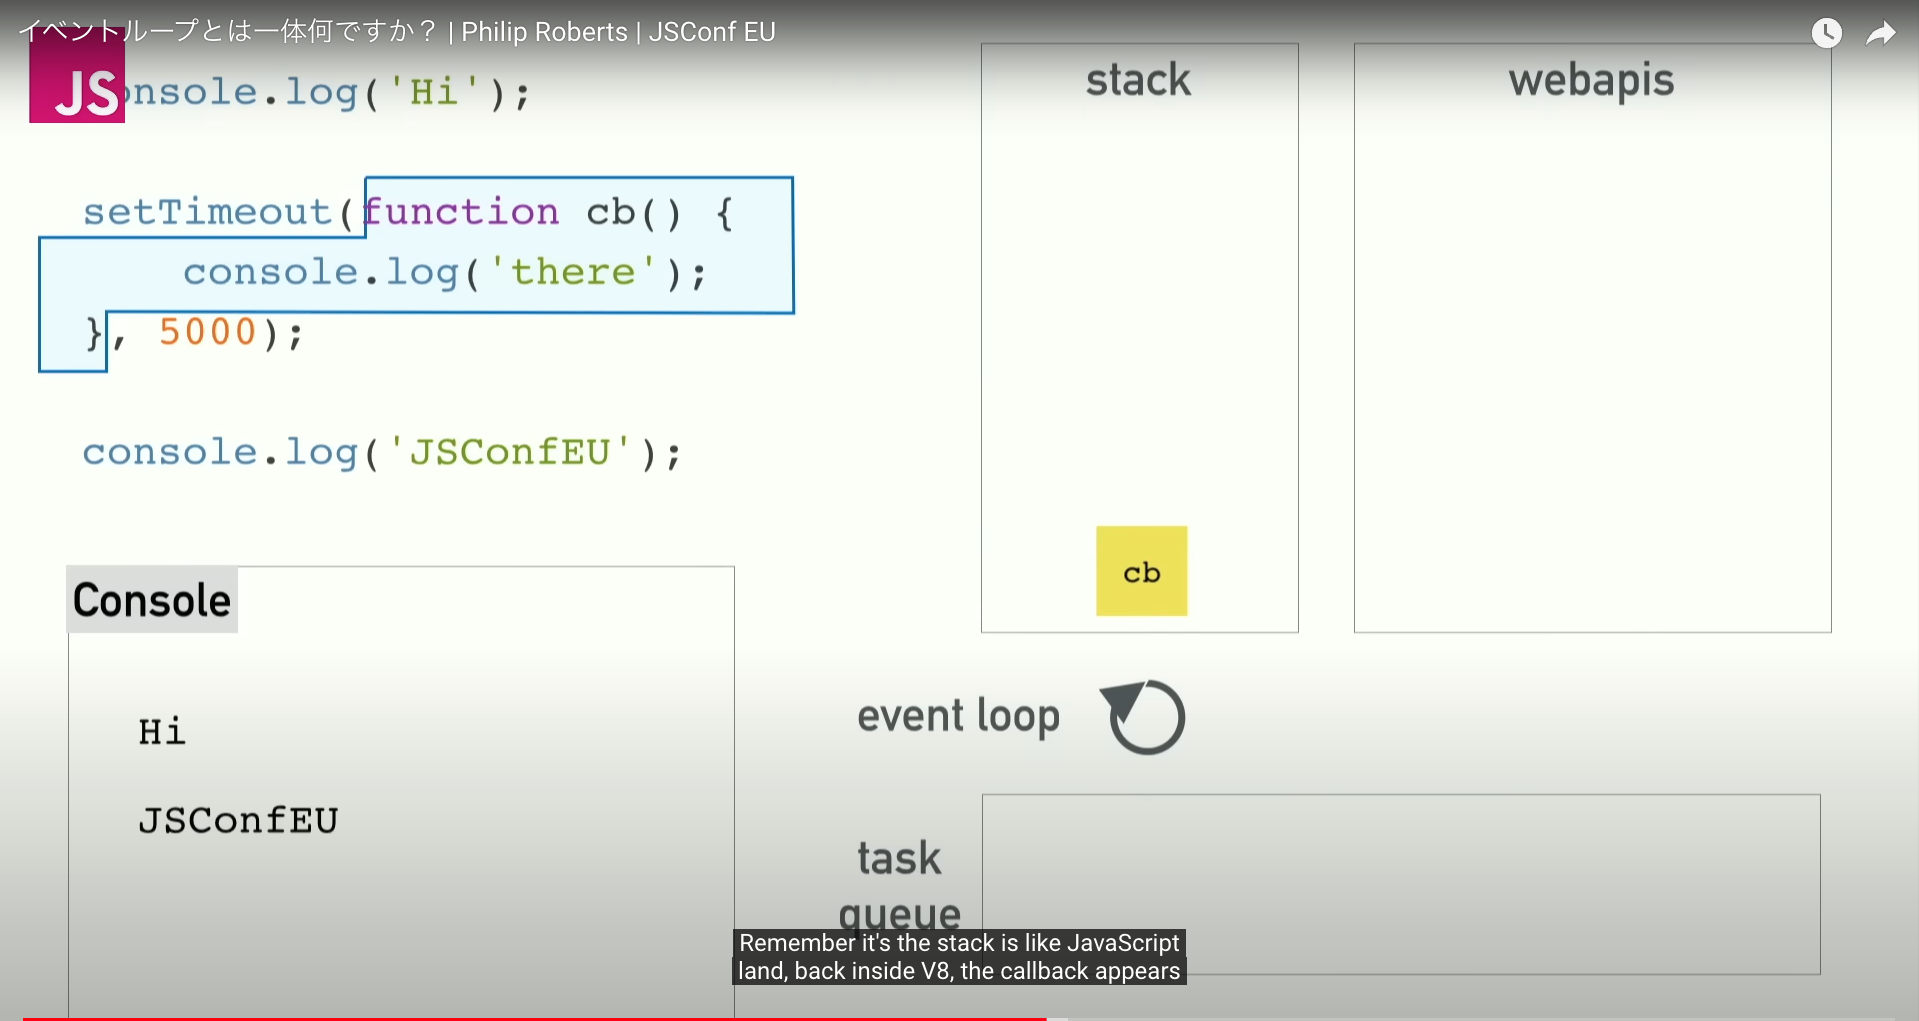 イベントループとは一体何ですか？ | Philip Roberts | JSConf EU
JS
onsole.log('Hi');
setTimeout(function cb() {
console.log('there');
}, 5000);
console.log('JSConfEU');
Console
Hi
JSConfEU
stack
cb
webapis
event loop
task
queue
Remember it's the stack is like JavaScript
land, back inside V8, the callback appears